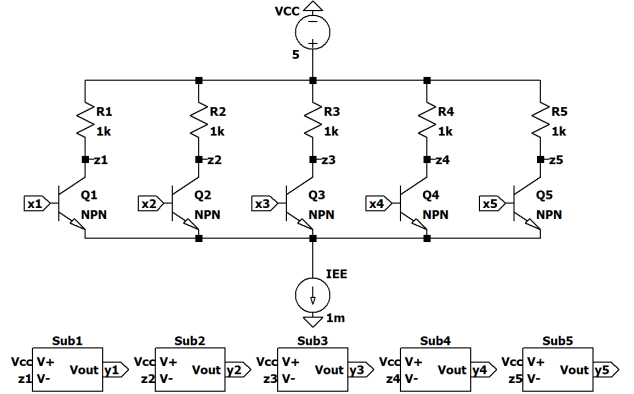 VCC
5
R1 R2 R3 R4 R5
1k 1k 1k 1k 1k
z1 z2 z3 z4 z5
Q1 Q2 Q3 Q4 Q5
x1 x2 x3 x4 x5
NPN NPN NPN NPN NPN
IEE
1m
Sub1 Sub2 Sub3 Sub4 Sub5
Vcc V+ Vcc V+ Vcc V+ Vcc V+ Vcc V+
Vout y1 Vout y2 Vout y3 Vout y4 Vout y5
z1 V- z2 V- z3 V- z4 V- z5 V-